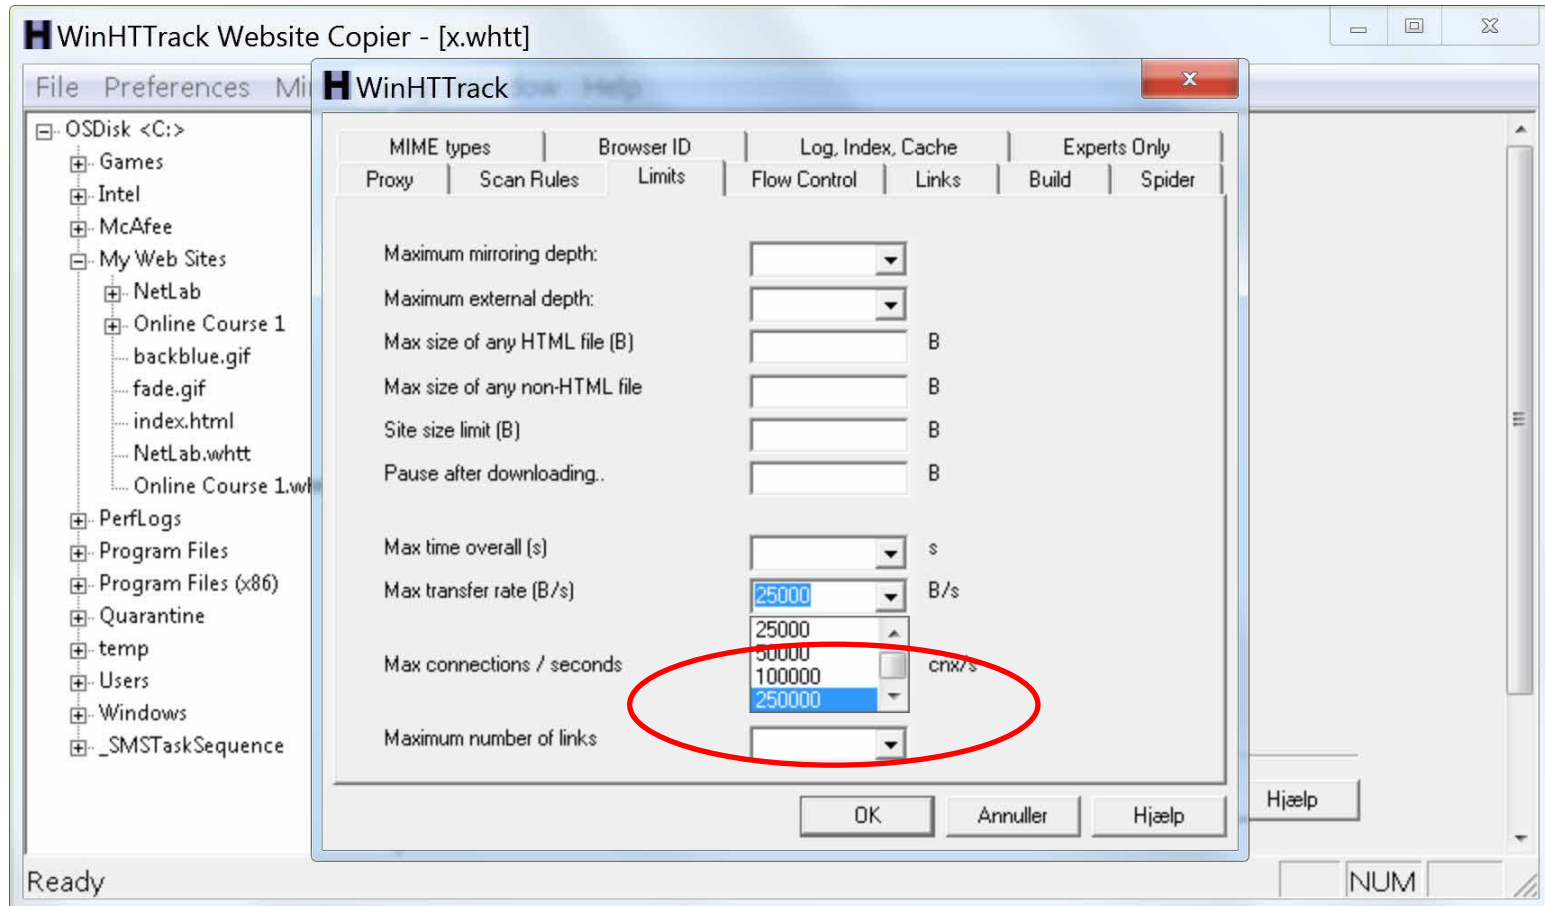 WinHTTrack Website Copier - [x.whtt]
File Preferences Help
WinHTTrack
OSDisk <C:>
Games
Intel
McAfee
My Web Sites
NetLab
Online Course 1
backblue.gif
fade.gif
index.html
NetLab.whtt
Online Course 1.wh
PerfLogs
Program Files
Program Files (x86)
Quarantine
temp
Users
Windows
_SMSTaskSequence
MIME types Browser ID Log, Index, Cache Experts Only
Proxy Scan Rules Limits Flow Control Links Build Spider
Maximum mirroring depth:
Maximum external depth:
Max size of any HTML file (B) B
Max size of any non-HTML file B
Site size limit (B) B
Pause after downloading.. B
Max time overall (s) s
Max transfer rate (B/s) 25000 B/s
25000
50000
Max connections / seconds cnx/s
100000
250000
Maximum number of links
OK Annuller Hjælp
Hjælp
Ready NUM